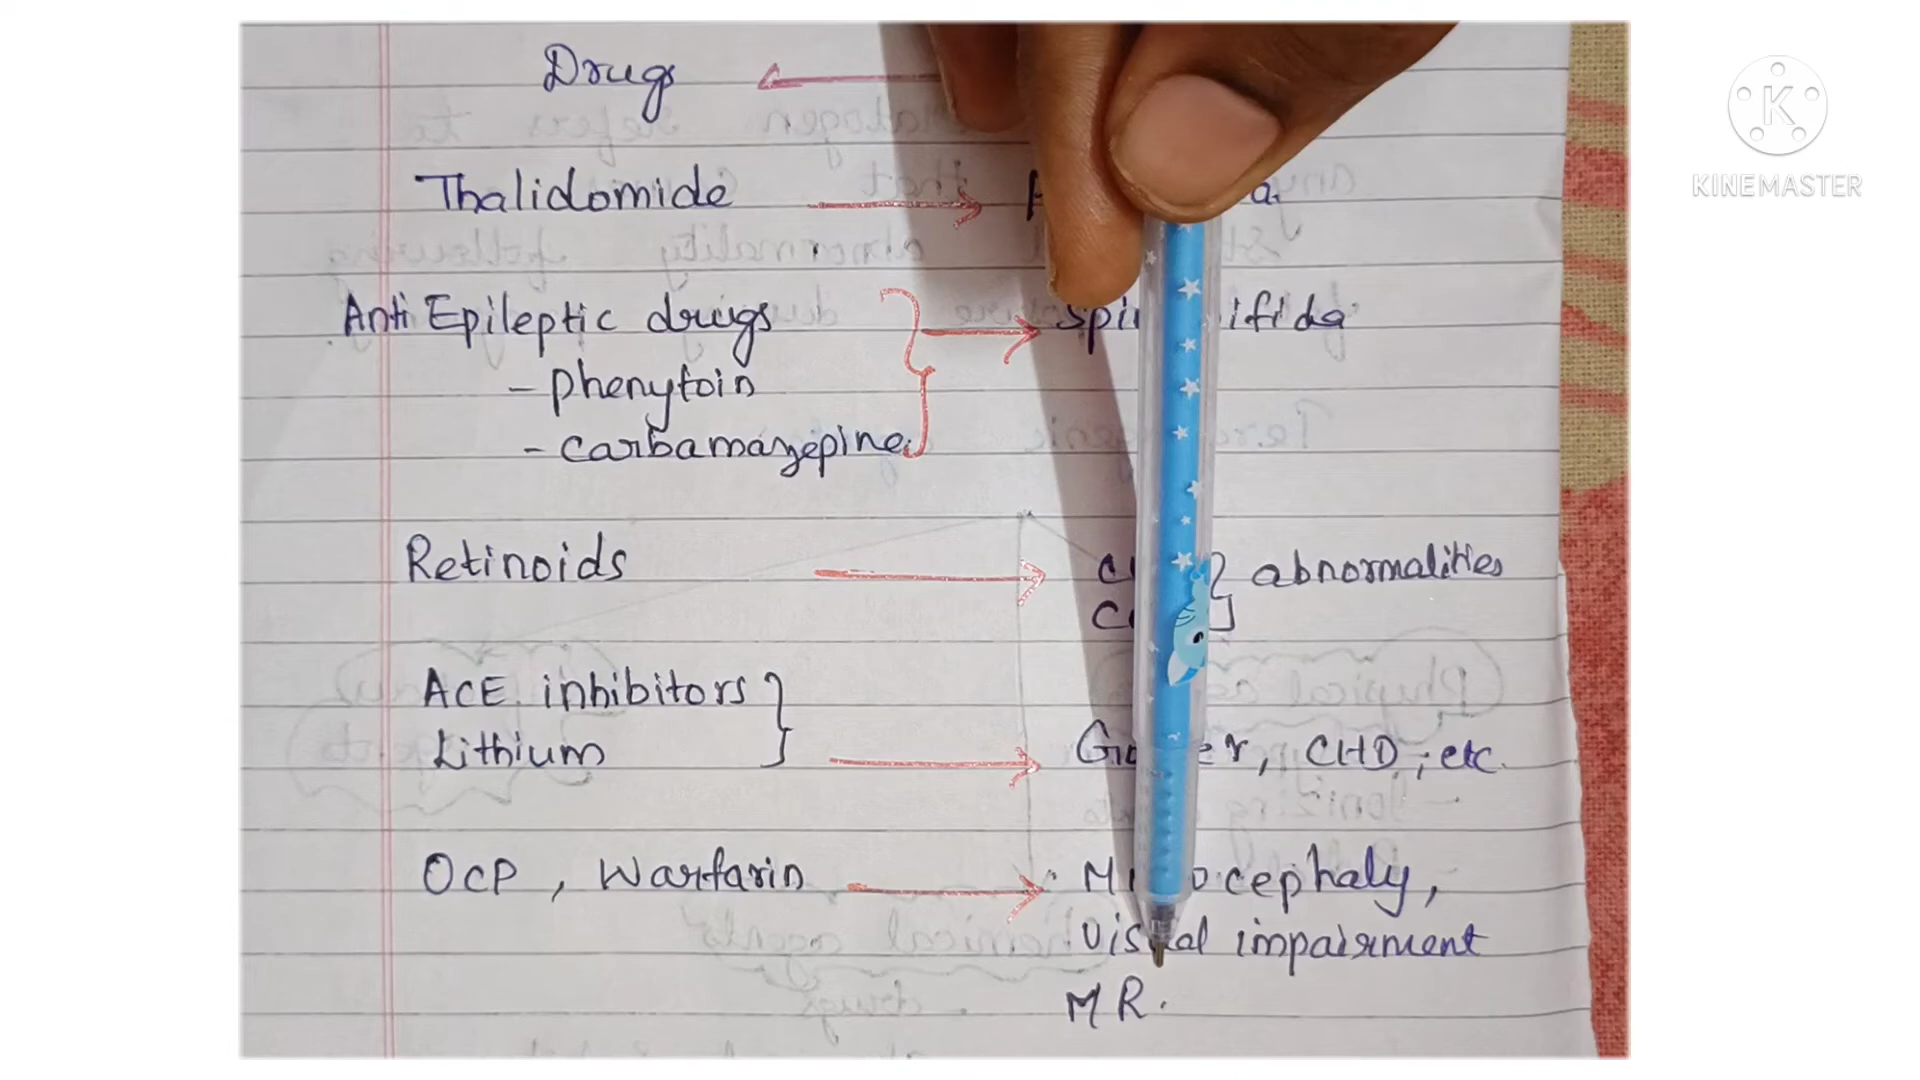 Drugs
Thalidomide
Anti Epileptic drugs
- Phenytoin
- carbamazepine
Retinoids
abnormalities
ACE inhibitors
Lithium
CHD, etc.
OCP, Warfarin
Visual impairment
MR.
KINEMASTER